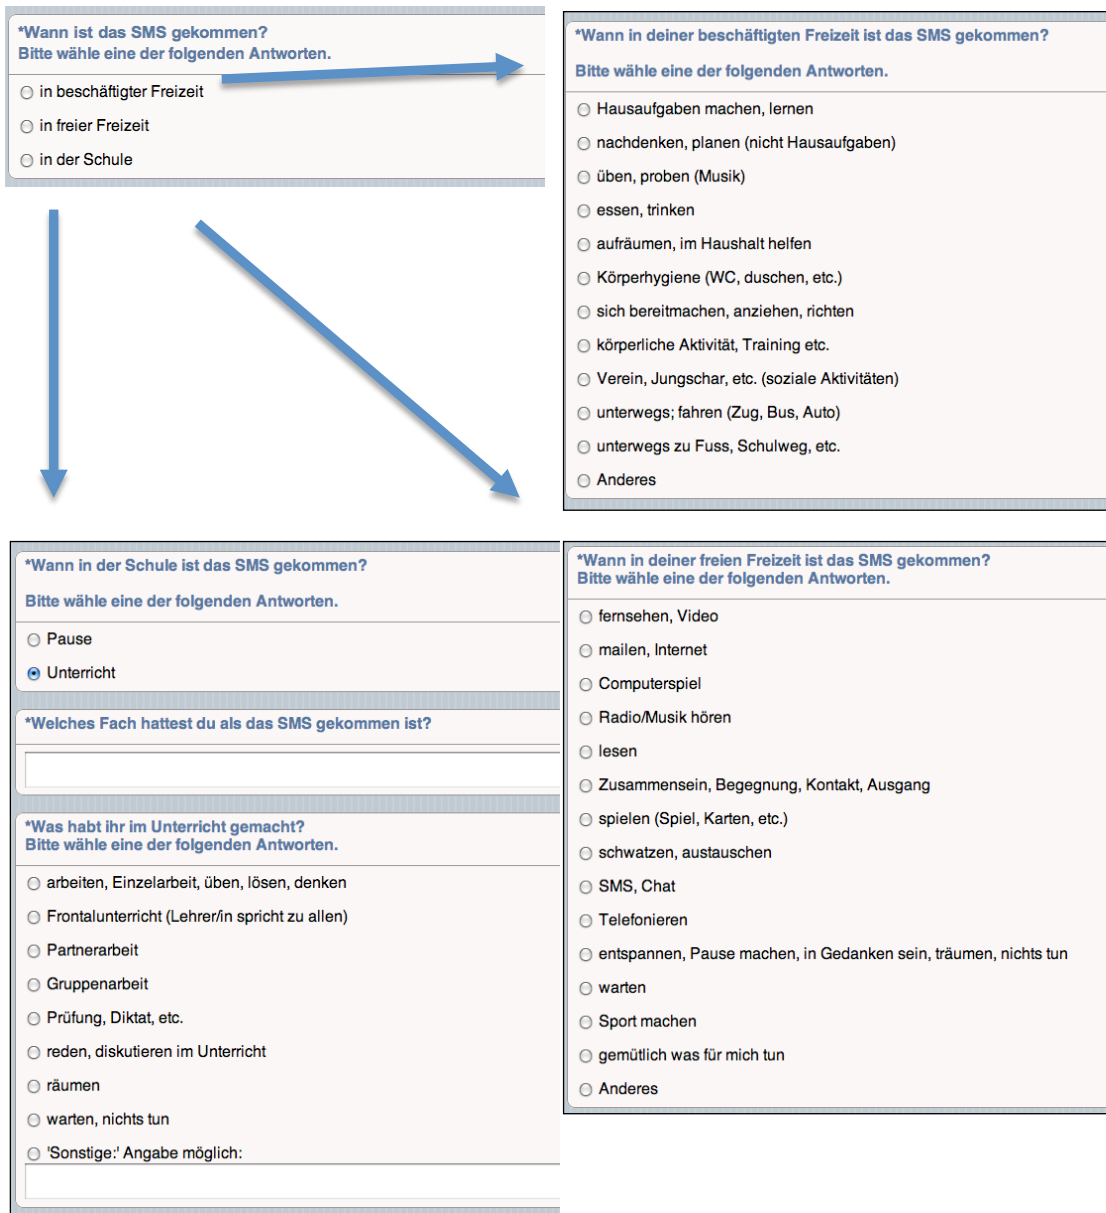 *Wann ist das SMS gekommen?
Bitte wähle eine der folgenden Antworten.
in beschäftigter Freizeit
in freier Freizeit
in der Schule
*Wann in deiner beschäftigten Freizeit ist das SMS gekommen?
Bitte wähle eine der folgenden Antworten.
Hausaufgaben machen, lernen
nachdenken, planen (nicht Hausaufgaben)
üben, proben (Musik)
essen, trinken
aufräumen, im Haushalt helfen
Körperhygiene (WC, duschen, etc.)
sich bereitmachen, anziehen, richten
körperliche Aktivität, Training etc.
Verein, Jungschar, etc. (soziale Aktivitäten)
unterwegs; fahren (Zug, Bus, Auto)
unterwegs zu Fuss, Schulweg, etc.
Anderes
*Wann in der Schule ist das SMS gekommen?
Bitte wähle eine der folgenden Antworten.
Pause
Unterricht
*Welches Fach hattest du als das SMS gekommen ist?
*Was habt ihr im Unterricht gemacht?
Bitte wähle eine der folgenden Antworten.
arbeiten, Einzelarbeit, üben, lösen, denken
Frontalunterricht (Lehrer/in spricht zu allen)
Partnerarbeit
Gruppenarbeit
Prüfung, Diktat, etc.
reden, diskutieren im Unterricht
räumen
warten, nichts tun
'Sonstige:' Angabe möglich:
*Wann in deiner freien Freizeit ist das SMS gekommen?
Bitte wähle eine der folgenden Antworten.
fernsehen, Video
mailen, Internet
Computerspiel
Radio/Musik hören
lesen
Zusammensein, Begegnung, Kontakt, Ausgang
spielen (Spiel, Karten, etc.)
schwatzen, austauschen
SMS, Chat
Telefonieren
entspannen, Pause machen, in Gedanken sein, träumen, nichts tun
warten
Sport machen
gemütlich was für mich tun
Anderes